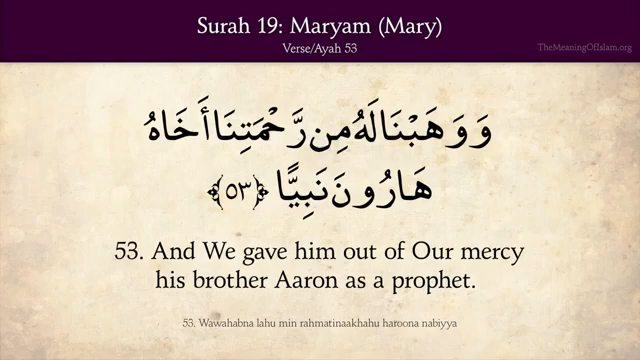 Surah 19: Maryam (Mary)
Verse/Ayah 53
TheMeaningOfIslam.org
وَوَهَبْنَا لَهُ مِن رَّحْمَتِنَا أَخَاهُ
هَارُونَ نَبِيًّا ﴿٥٣﴾
53. And We gave him out of Our mercy
his brother Aaron as a prophet.
53. Wawahabna lahu min rahmatinaakhahu haroona nabiyya